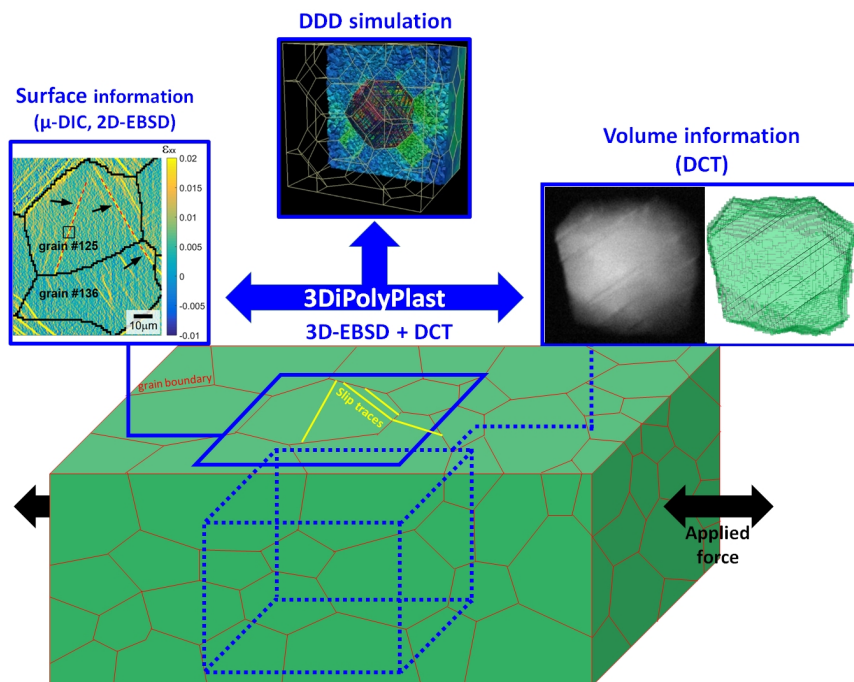 DDD simulation
Surface information
(μ-DIC, 2D-EBSD)
Volume information
(DCT)
εxx
0.02
0.015
0.01
0.005
0
-0.005
-0.01
grain #125
grain #136
10μm
3DiPolyPlast
3D-EBSD + DCT
grain boundary
Slip traces
Applied
force